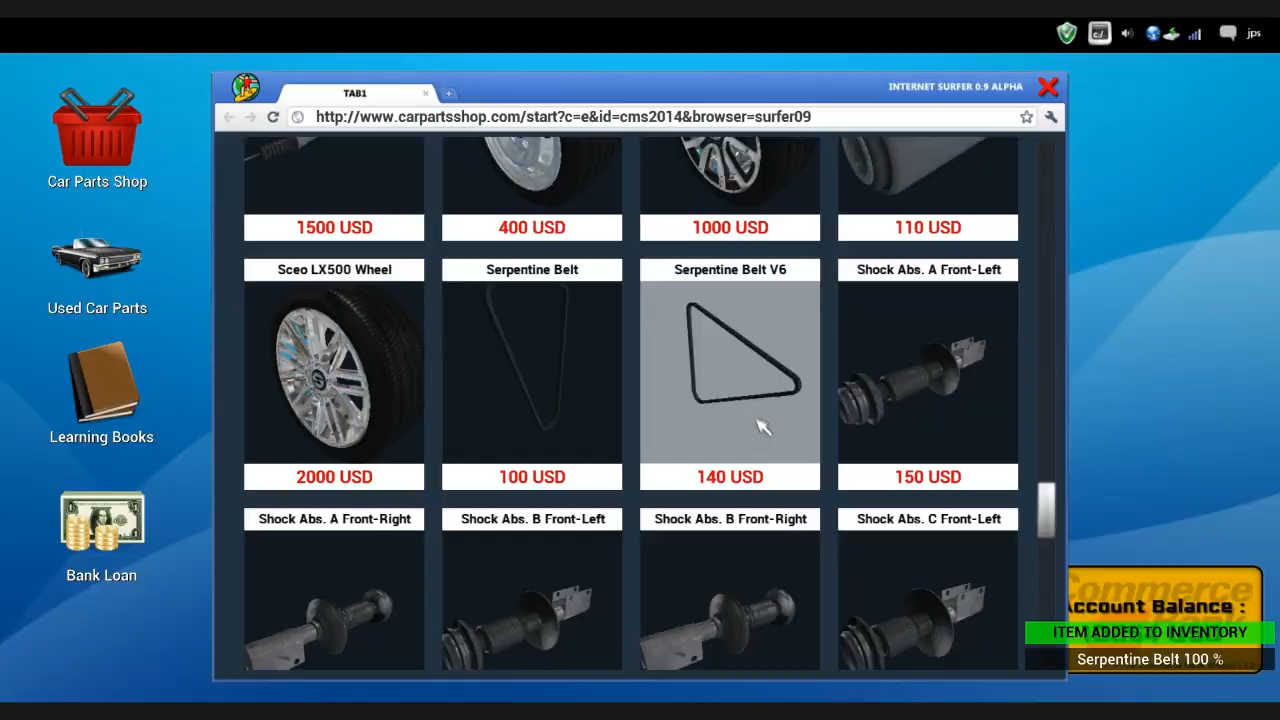 jps
TAB1
INTERNET SURFER 0.9 ALPHA
http://www.carpartsshop.com/start?c=e&id=cms2014&browser=surfer09
Car Parts Shop
Used Car Parts
Learning Books
Bank Loan
1500 USD
400 USD
1000 USD
110 USD
Sceo LX500 Wheel
Serpentine Belt
Serpentine Belt V6
Shock Abs. A Front-Left
2000 USD
100 USD
140 USD
150 USD
Shock Abs. A Front-Right
Shock Abs. B Front-Left
Shock Abs. B Front-Right
Shock Abs. C Front-Left
Commerce
Account Balance :
ITEM ADDED TO INVENTORY
Serpentine Belt 100 %